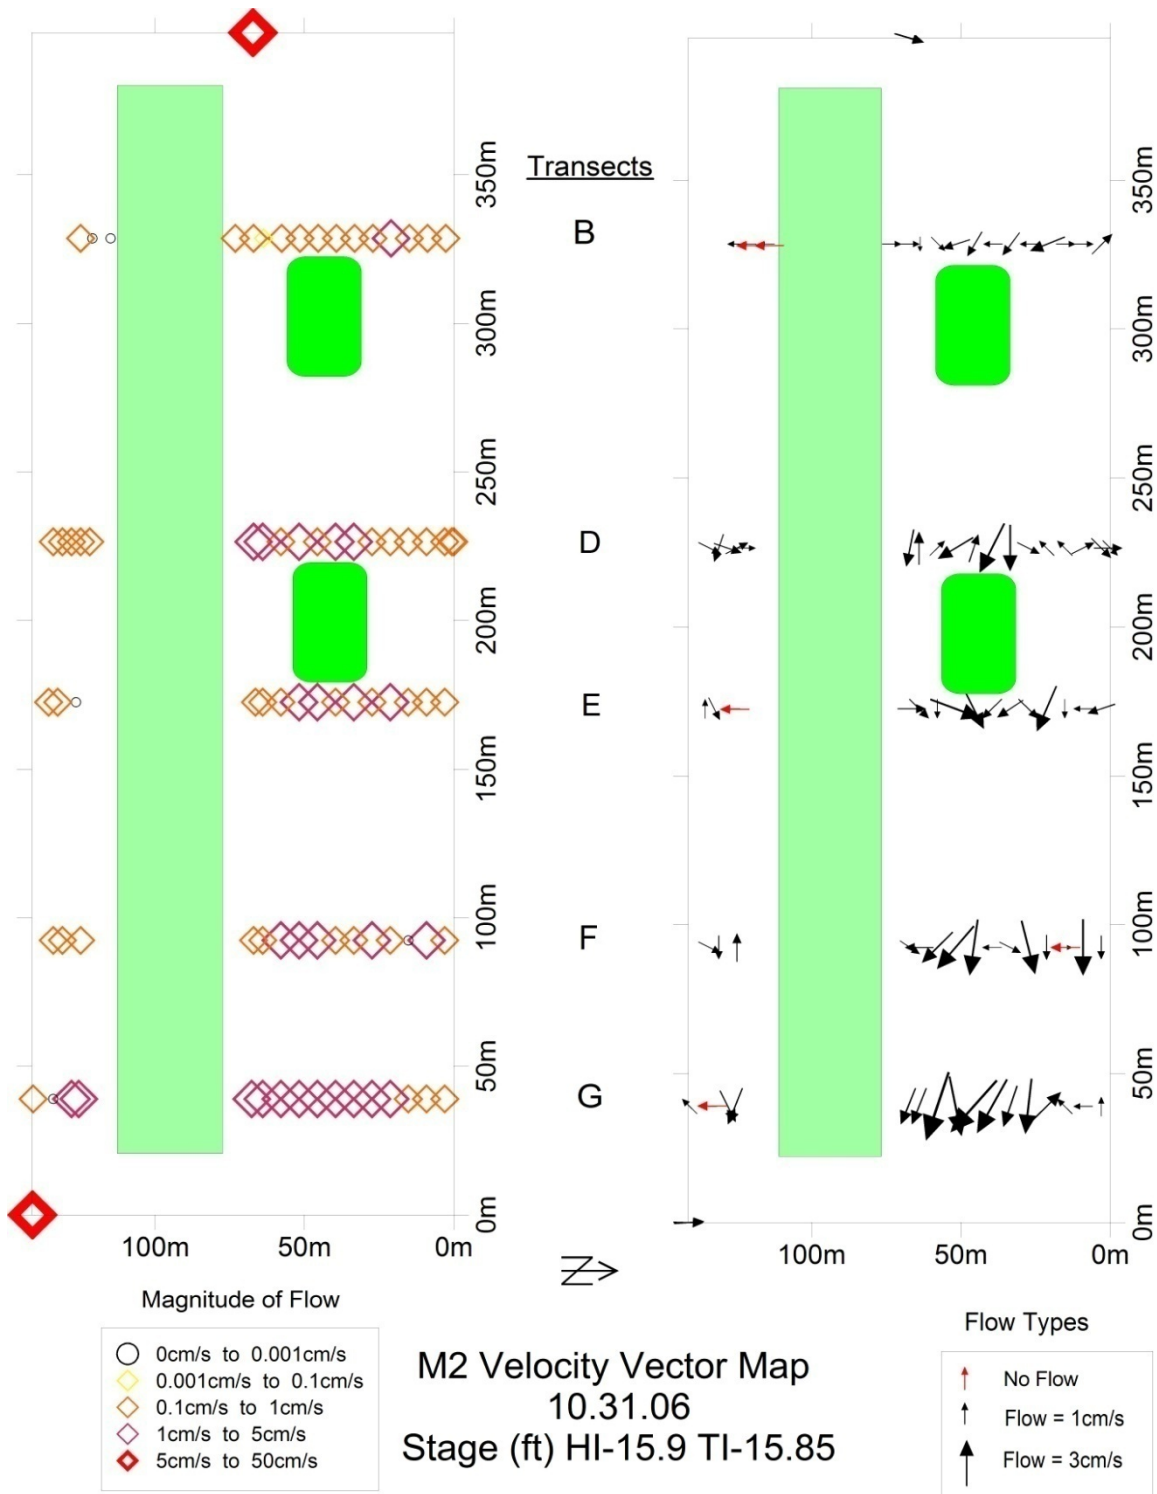 Transects
B
D
E
F
G
350m
300m
250m
200m
150m
100m
50m
0m
100m
50m
0m
350m
300m
250m
200m
150m
100m
50m
0m
100m
50m
0m
Z
Magnitude of Flow
0cm/s to 0.001cm/s
0.001cm/s to 0.1cm/s
0.1cm/s to 1cm/s
1cm/s to 5cm/s
5cm/s to 50cm/s
M2 Velocity Vector Map
10.31.06
Stage (ft) HI-15.9 TI-15.85
Flow Types
No Flow
Flow = 1cm/s
Flow = 3cm/s